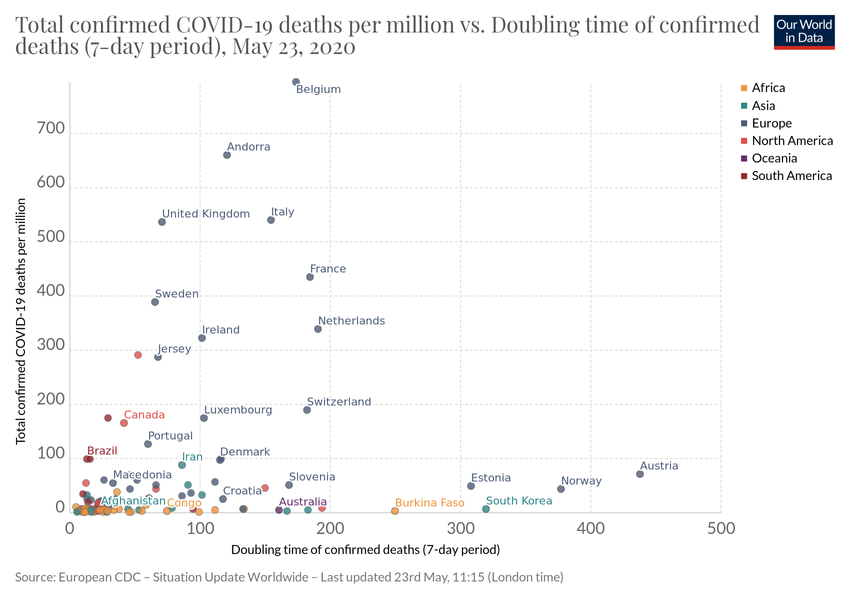 Total confirmed COVID-19 deaths per million vs. Doubling time of confirmed
deaths (7-day period), May 23, 2020
Our World
in Data
Africa
Asia
Europe
North America
Oceania
South America
Total confirmed COVID-19 deaths per million
700
600
500
400
300
200
100
0
Belgium
Andorra
United Kingdom
Italy
France
Sweden
Netherlands
Ireland
Jersey
Switzerland
Luxembourg
Canada
Portugal
Brazil
Denmark
Iran
Austria
Macedonia
Slovenia
Estonia
Norway
Croatia
Afghanistan
Congo
Australia
Burkina Faso
South Korea
0
100
200
300
400
500
Doubling time of confirmed deaths (7-day period)
Source: European CDC – Situation Update Worldwide – Last updated 23rd May, 11:15 (London time)